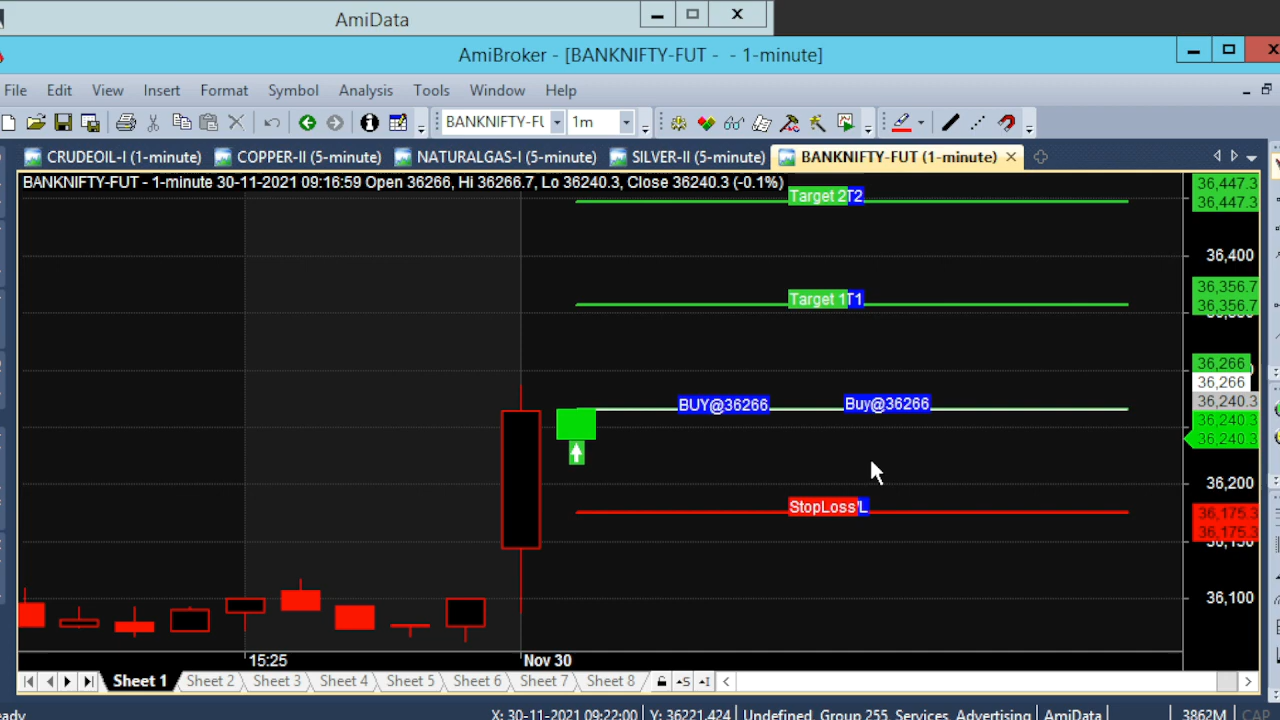 AmiData
AmiBroker - [BANKNIFTY-FUT - - 1-minute]
File Edit View Insert Format Symbol Analysis Tools Window Help
BANKNIFTY-FU 1m
CRUDEOIL-I (1-minute) COPPER-II (5-minute) NATURALGAS-I (5-minute) SILVER-II (5-minute) BANKNIFTY-FUT (1-minute)
BANKNIFTY-FUT - 1-minute 30-11-2021 09:16:59 Open 36266, Hi 36266.7, Lo 36240.3, Close 36240.3 (-0.1%)
36,447.3
Target 2T2
36,447.3
36,400
36,356.7
Target 1T1
36,356.7
36,266
36,266
36,240.3
BUY@36266 Buy@36266
36,240.3
36,240.3
36,200
StopLoss'L
36,175.3
36,175.3
36,100
15:25 Nov 30
Sheet 1 Sheet 2 Sheet 3 Sheet 4 Sheet 5 Sheet 6 Sheet 7 Sheet 8 S I
eady X: 30-11-2021 09:22:00 Y: 36221.424 Undefined, Group 255, Services, Advertising AmiData 3862M CAP